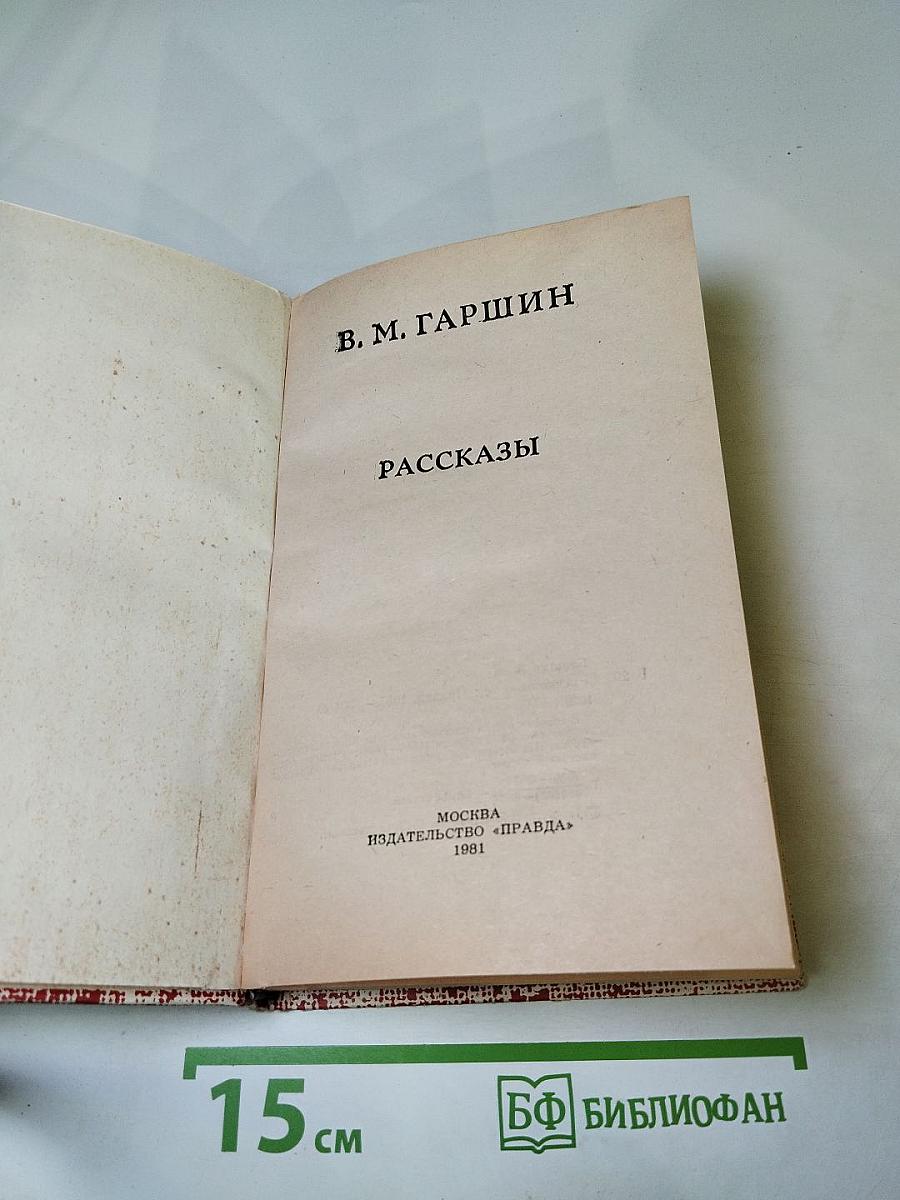 В. М. ГАРШИН
РАССКАЗЫ
МОСКВА
ИЗДАТЕЛЬСТВО «ПРАВДА»
1981
15 см
БФ БИБЛИОФАН